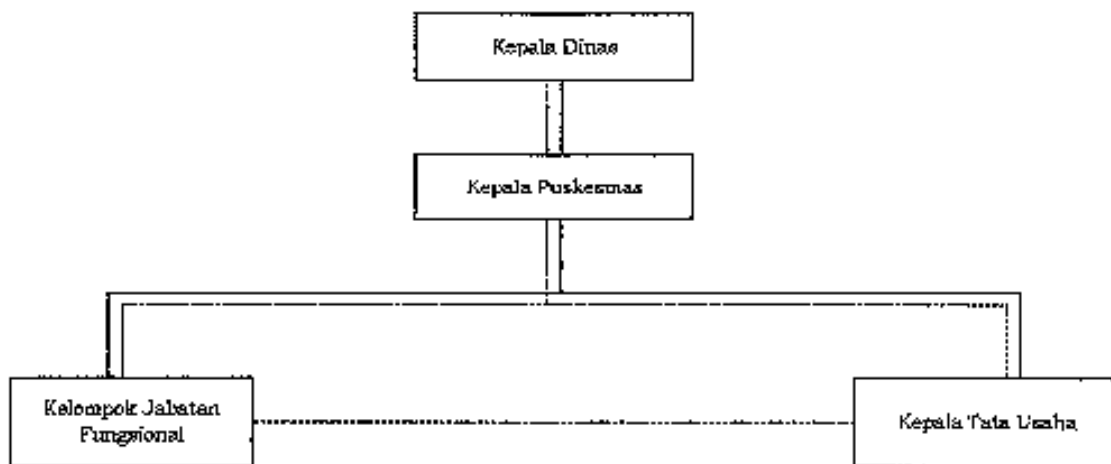 Kepala Dinas
Kepala Puskesmas
Kelompok Jabatan
Fungsional
Kepala Tata Usaha